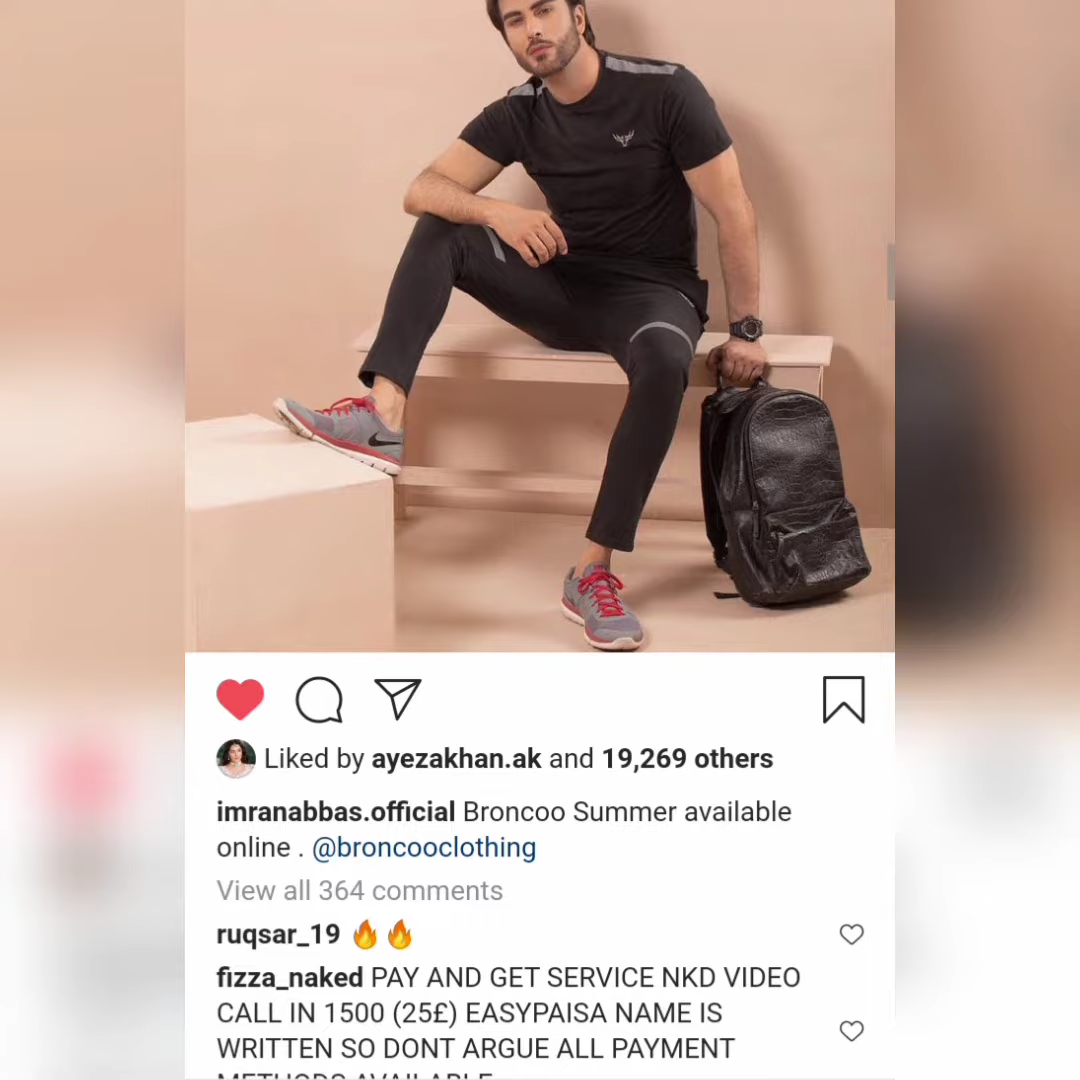 Liked by ayezakhan.ak and 19,269 others
imranabbas.official Broncoo Summer available
online . @broncooclothing
View all 364 comments
ruqsar_19 🔥🔥
fizza_naked PAY AND GET SERVICE NKD VIDEO
CALL IN 1500 (25£) EASYPAISA NAME IS
WRITTEN SO DONT ARGUE ALL PAYMENT
METHODS AVAILABLE